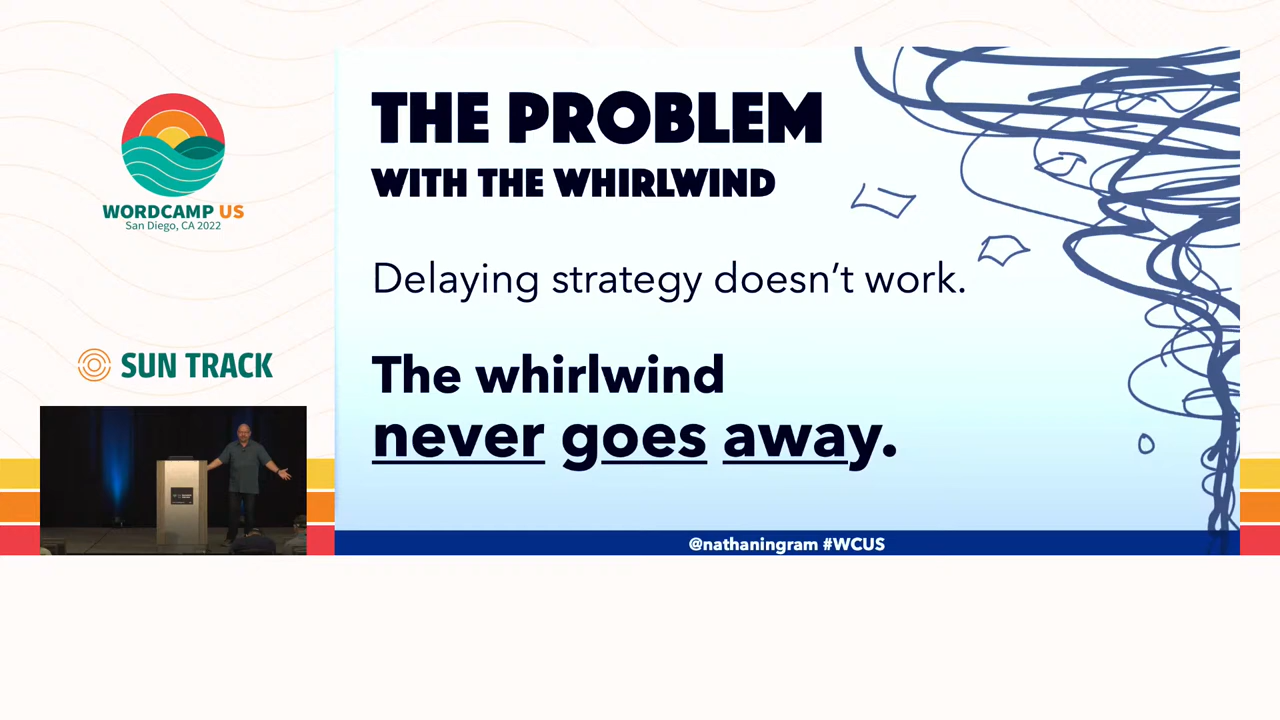 WORDCAMP US
San Diego, CA 2022
SUN TRACK
THE PROBLEM
WITH THE WHIRLWIND
Delaying strategy doesn’t work.
The whirlwind
never goes away.
@nathaningram #WCUS